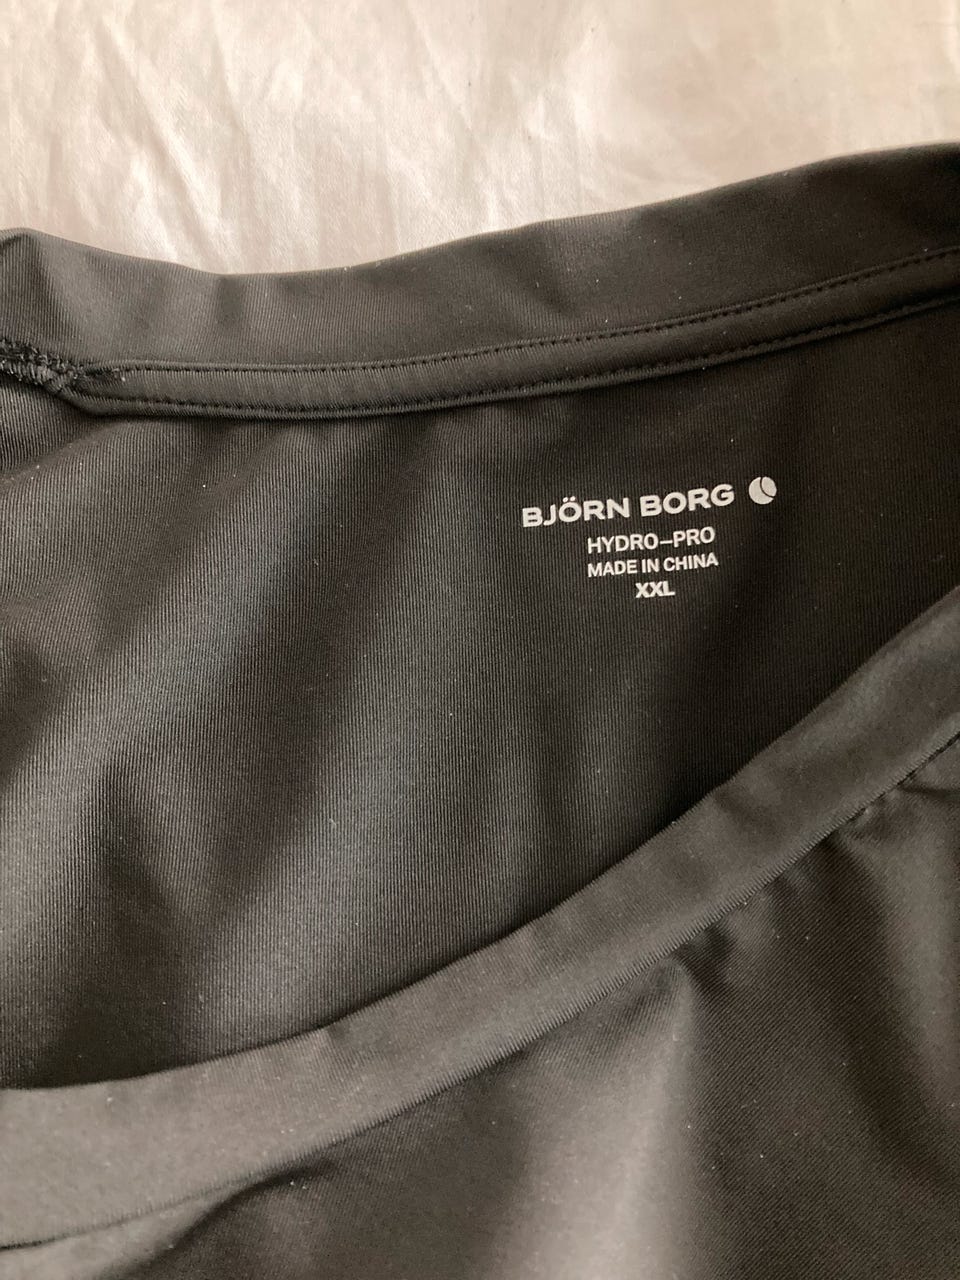 BJÖRN BORG
HYDRO-PRO
MADE IN CHINA
XXL